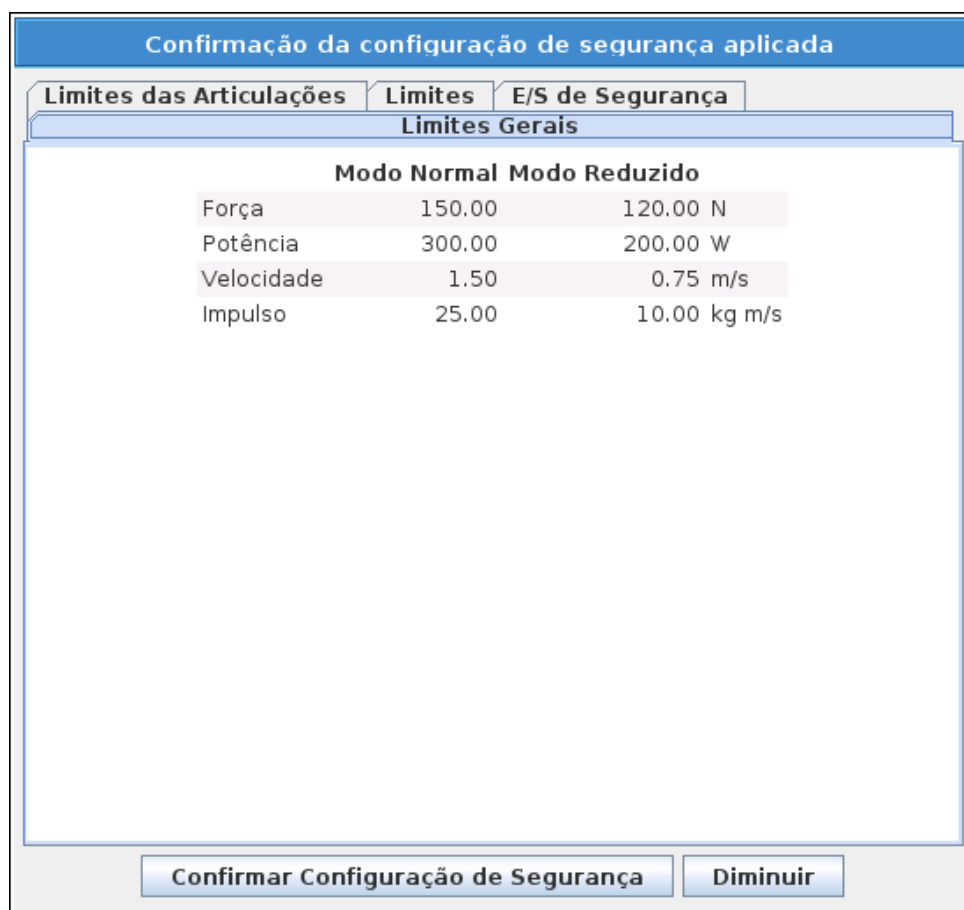 Confirmação da configuração de segurança aplicada
Limites das Articulações Limites E/S de Segurança
Limites Gerais
Modo Normal Modo Reduzido
Força 150.00 120.00 N
Potência 300.00 200.00 W
Velocidade 1.50 0.75 m/s
Impulso 25.00 10.00 kg m/s
Confirmar Configuração de Segurança Diminuir